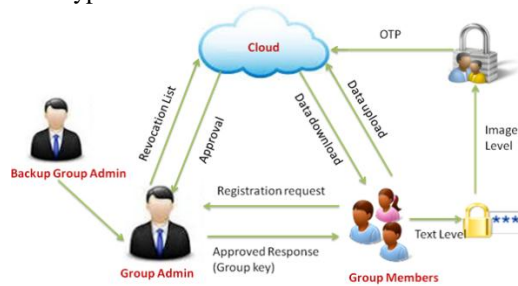 Cloud
OTP
Revocation List
Approval
Data download
Data upload
Image
Level
Backup Group Admin
Registration request
***
Text Level
Approved Response
(Group key)
Group Admin
Group Members